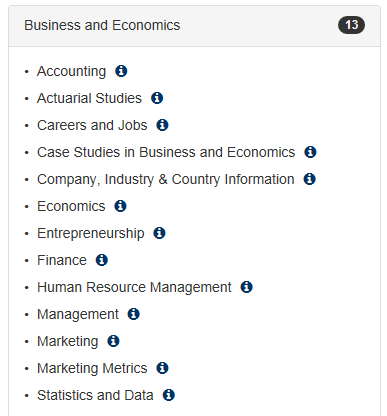 Business and Economics 13
• Accounting
• Actuarial Studies
• Careers and Jobs
• Case Studies in Business and Economics
• Company, Industry & Country Information
• Economics
• Entrepreneurship
• Finance
• Human Resource Management
• Management
• Marketing
• Marketing Metrics
• Statistics and Data